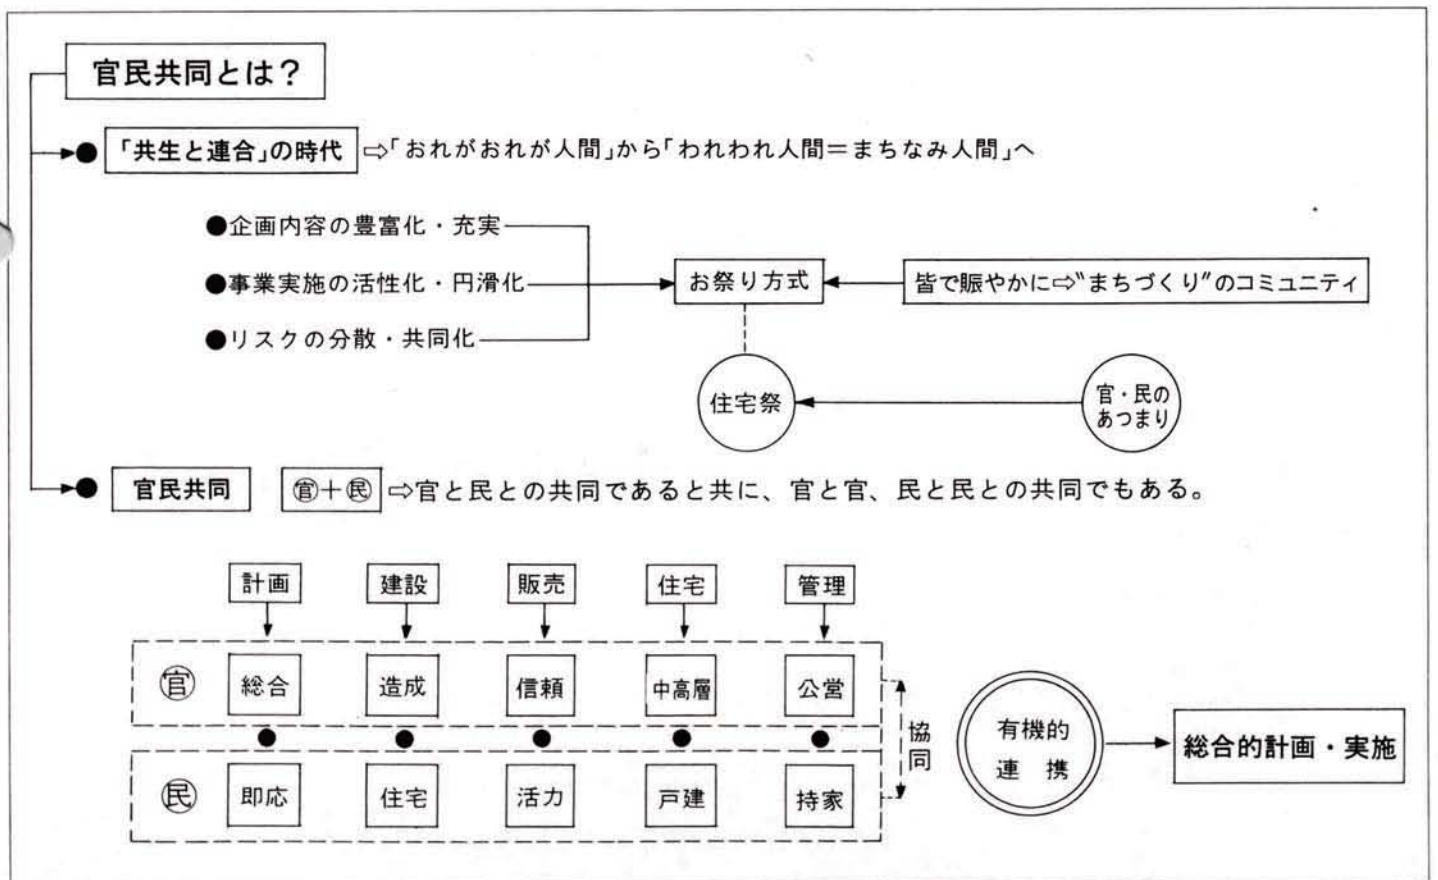 官民共同とは？
●「共生と連合」の時代⇨「おれがおれが人間」から「われわれ人間＝まちなみ人間」へ
●企画内容の豊富化・充実
●事業実施の活性化・円滑化
●リスクの分散・共同化
お祭り方式
皆で賑やかに⇨〝まちづくり〞のコミュニティ
住宅祭
官・民の
あつまり
●官民共同 ㊁官＋㊁民⇨官と民との共同であると共に、官と官、民と民との共同でもある。
計画 建設 販売 住宅 管理
官 総合 造成 信頼 中高層 公営
民 即応 住宅 活力 戸建 持家
協同
有機的
連携
総合的計画・実施